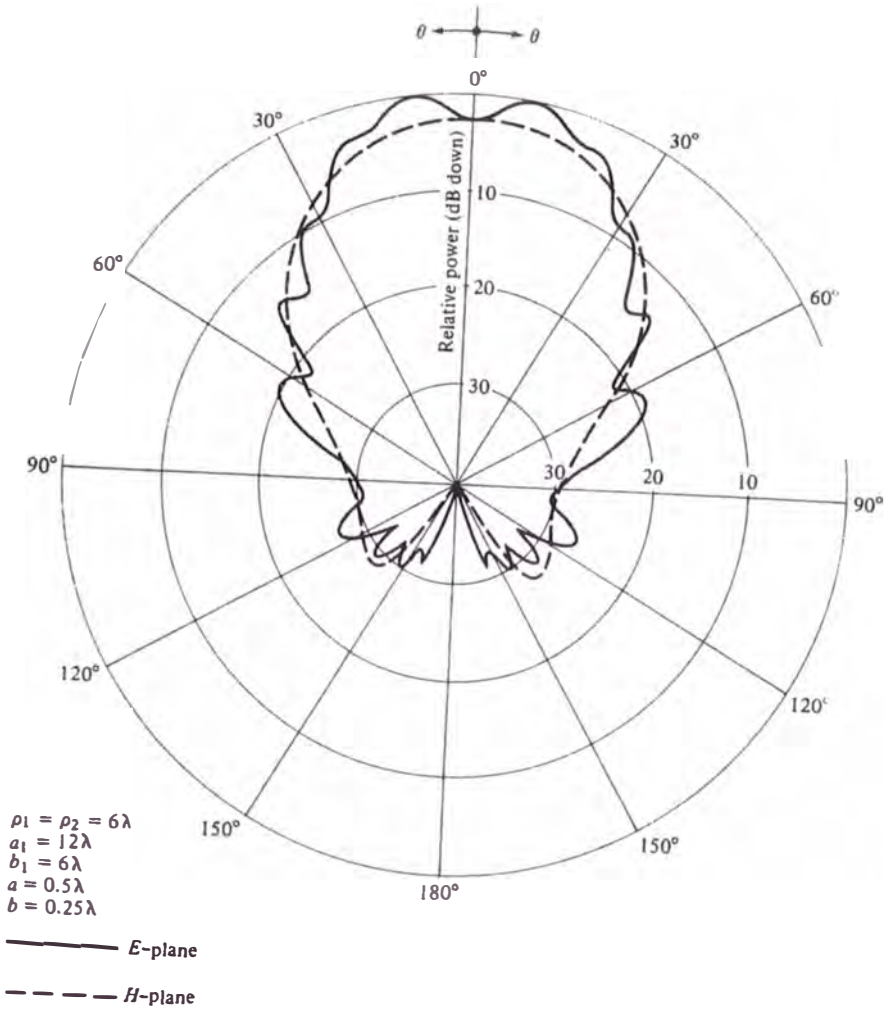 θ θ
0°
30° 30°
Relative power (dB down)
10
60° 60°
20
30
90° 30 20 10 90°
120° 120°
150° 150°
180°
ρ1 = ρ2 = 6λ
a1 = 12λ
b1 = 6λ
a = 0.5λ
b = 0.25λ
E-plane
H-plane